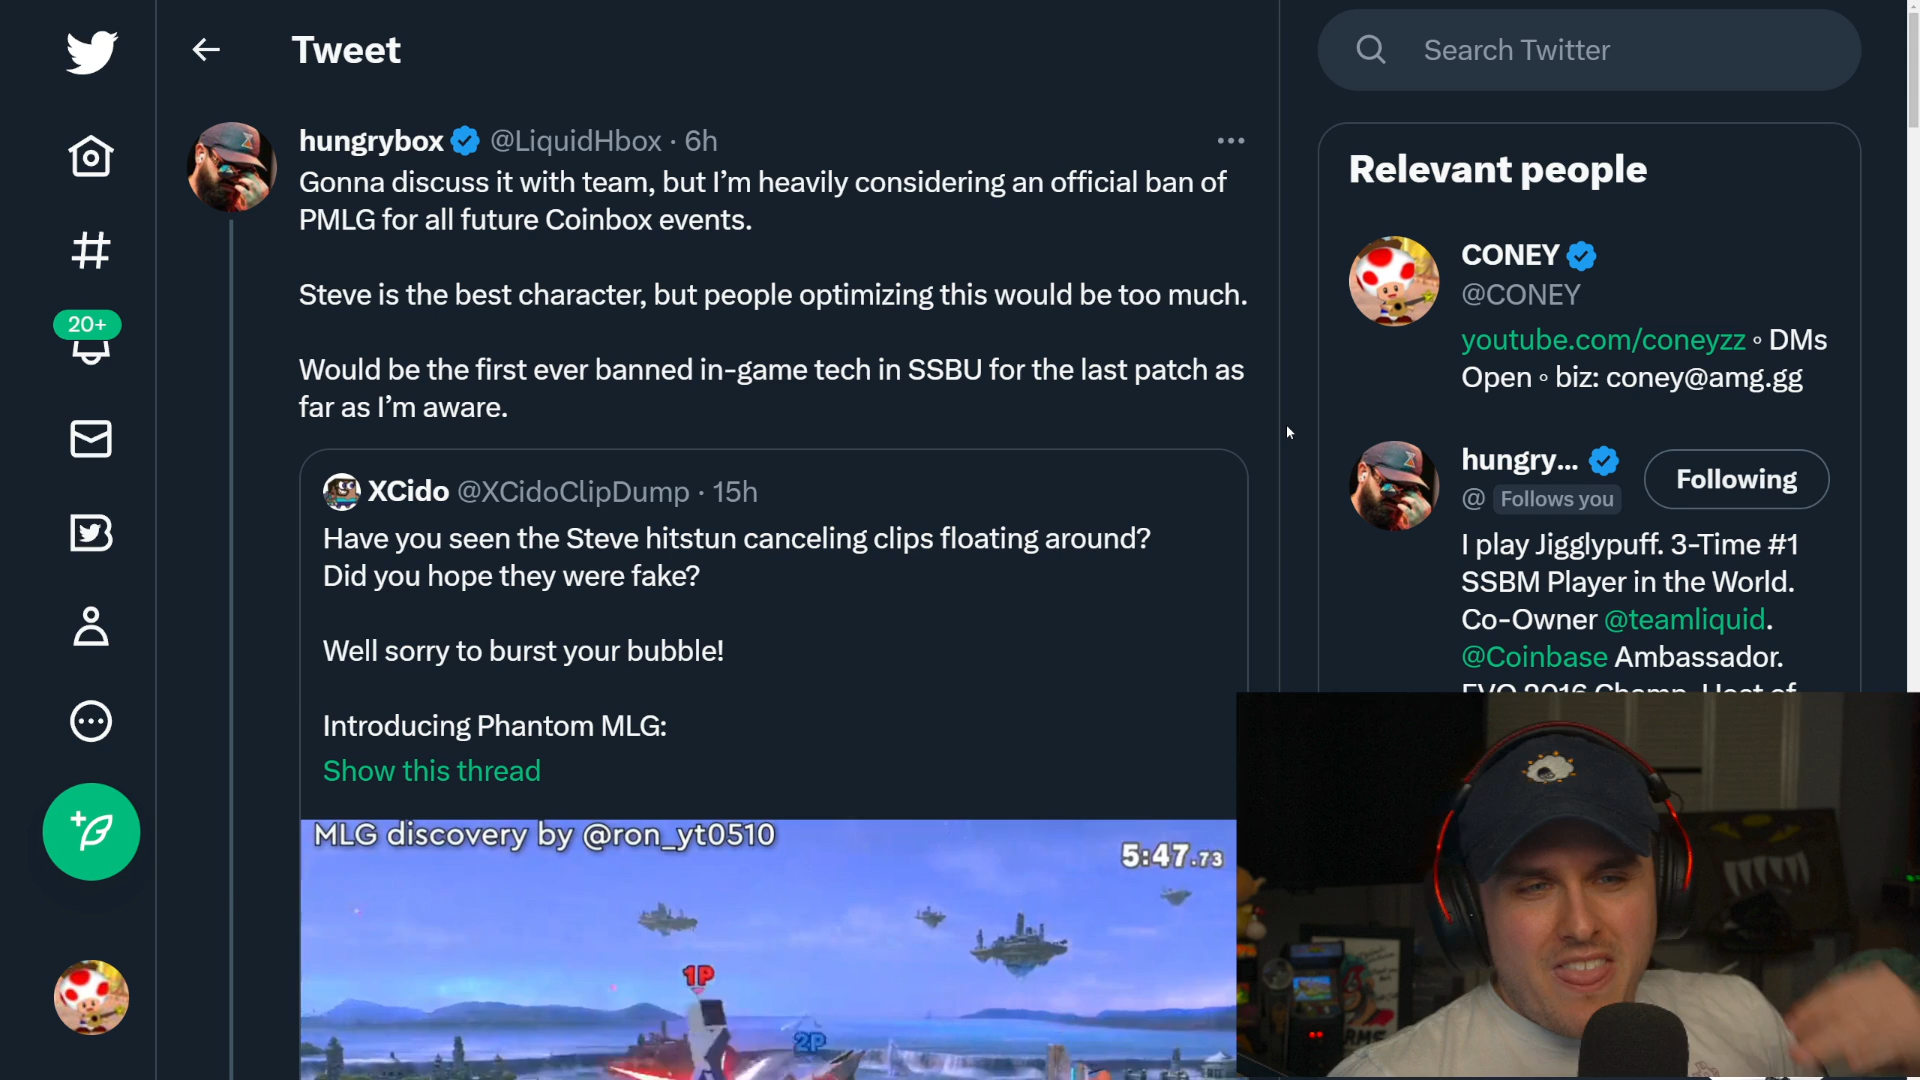 Tweet
Search Twitter
hungrybox @LiquidHbox · 6h
Gonna discuss it with team, but I’m heavily considering an official ban of
PMLG for all future Coinbox events.
Steve is the best character, but people optimizing this would be too much.
Would be the first ever banned in-game tech in SSBU for the last patch as
far as I’m aware.
XCido @XCidoClipDump · 15h
Have you seen the Steve hitstun canceling clips floating around?
Did you hope they were fake?
Well sorry to burst your bubble!
Introducing Phantom MLG:
Show this thread
MLG discovery by @ron_yt0510
5:47.73
1P
2P
20+
Relevant people
CONEY
@CONEY
youtube.com/coneyzz ◦ DMs
Open ◦ biz: coney@amg.gg
hungry...
@ Follows you
Following
I play Jigglypuff. 3-Time #1
SSBM Player in the World.
Co-Owner @teamliquid.
@Coinbase Ambassador.
EVO 2016 Champ. Host of